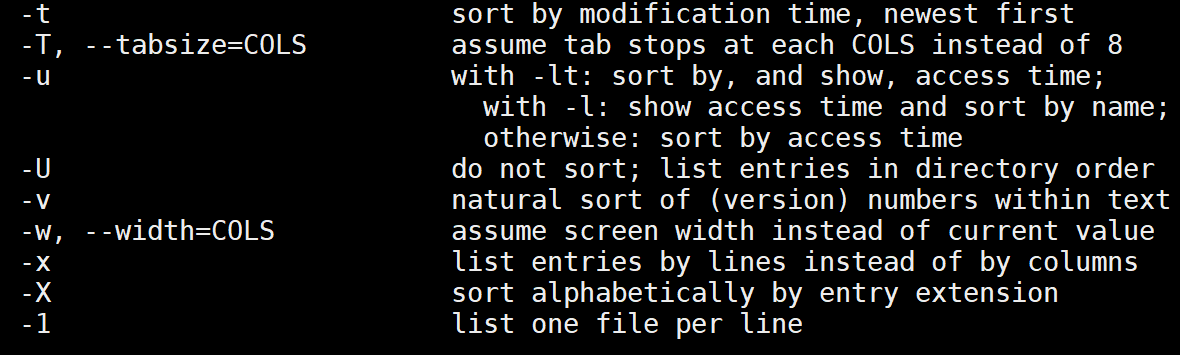 -t                         sort by modification time, newest first
-T, --tabsize=COLS         assume tab stops at each COLS instead of 8
-u                         with -lt: sort by, and show, access time;
                             with -l: show access time and sort by name;
                             otherwise: sort by access time
-U                         do not sort; list entries in directory order
-v                         natural sort of (version) numbers within text
-w, --width=COLS           assume screen width instead of current value
-x                         list entries by lines instead of by columns
-X                         sort alphabetically by entry extension
-1                         list one file per line